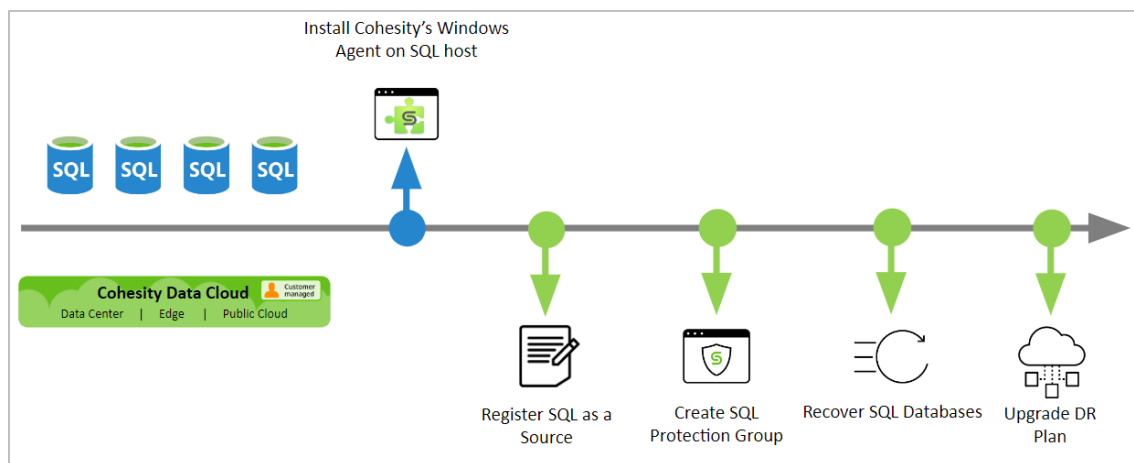 Install Cohesity's Windows
Agent on SQL host
SQL
SQL
SQL
SQL
Cohesity Data Cloud
Customer
managed
Data Center | Edge | Public Cloud
Register SQL as a
Source
Create SQL
Protection Group
Recover SQL Databases
Upgrade DR
Plan